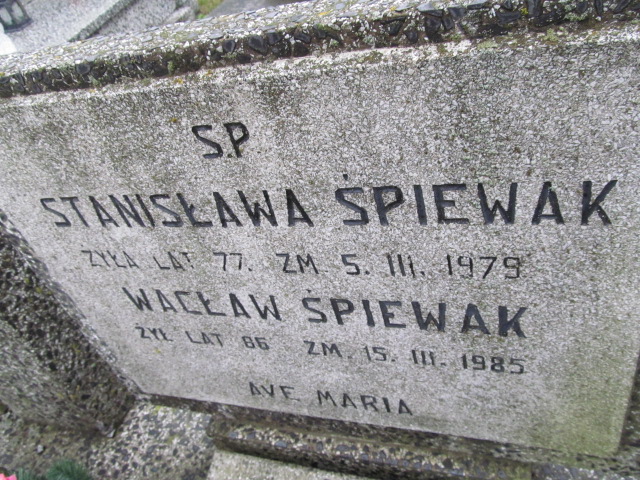 S.P
STANISŁAWA ŚPIEWAK
ŻYŁA LAT 77. ZM. 5. III. 1979
WACŁAW ŚPIEWAK
ŻYŁ LAT 86 ZM. 15. III. 1985
AVE MARIA